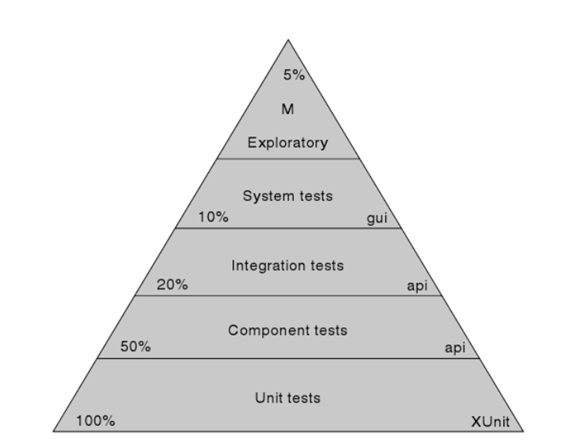 5%
M
Exploratory
System tests
10% gui
Integration tests
20% api
Component tests
50% api
Unit tests
100% XUnit